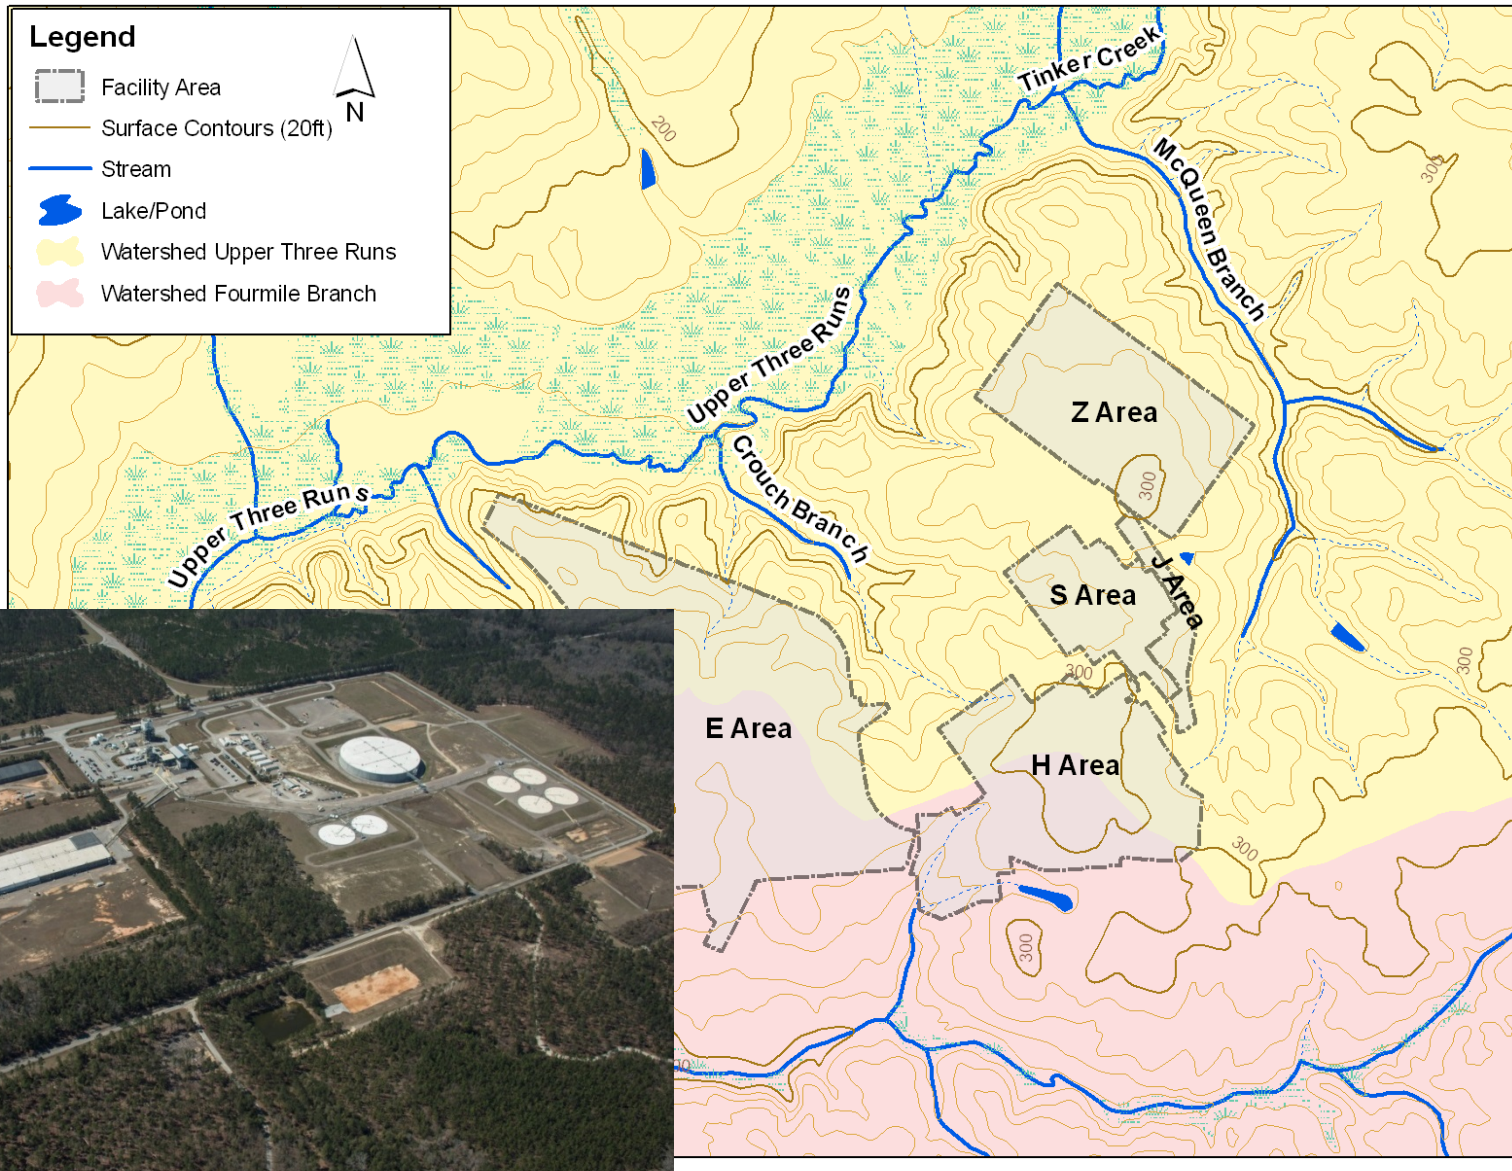 Legend
Facility Area
Surface Contours (20ft)
N
Stream
Lake/Pond
Watershed Upper Three Runs
Watershed Fourmile Branch
Tinker Creek
200
McQueen Branch
300
Upper Three Runs
Z Area
Crouch Branch
300
Upper Three Runs
J Area
S Area
300
300
E Area
H Area
300
300